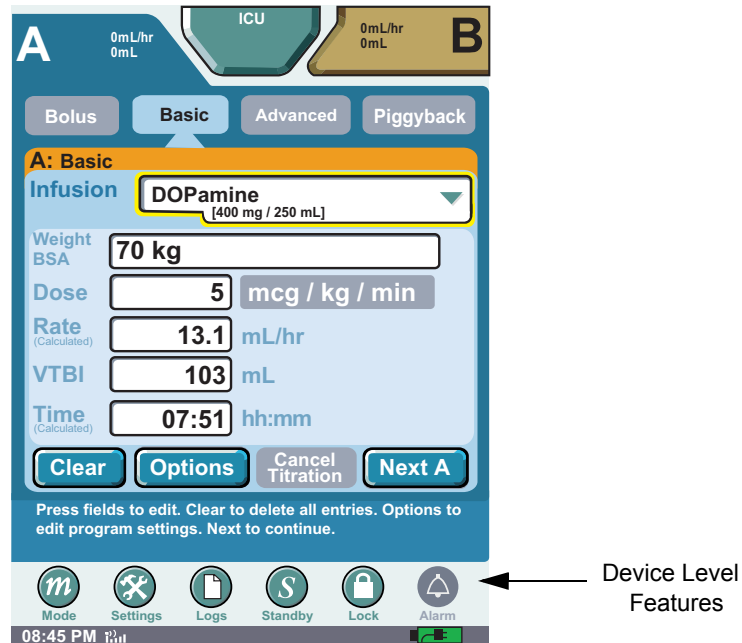 ICU
A
0mL/hr
0mL
0mL/hr
0mL
B
Bolus
Basic
Advanced
Piggyback
A: Basic
Infusion
DOPamine
[400 mg / 250 mL]
Weight
BSA
70 kg
Dose
5
mcg / kg / min
Rate
(Calculated)
13.1
mL/hr
VTBI
103
mL
Time
(Calculated)
07:51
hh:mm
Clear
Options
Cancel
Titration
Next A
Press fields to edit. Clear to delete all entries. Options to
edit program settings. Next to continue.
m
S
Mode
Settings
Logs
Standby
Lock
Alarm
Device Level
Features
08:45 PM